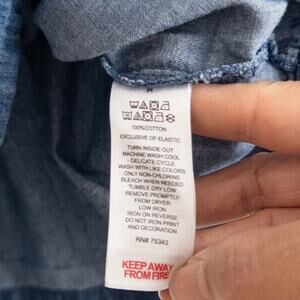 100%COTTON
EXCLUSIVE OF ELASTIC
TURN INSIDE OUT
MACHINE WASH COOL
- DELICATE CYCLE
WASH WITH LIKE COLORS
ONLY NON-CHLORINE
BLEACH WHEN NEEDED
TUMBLE DRY LOW
REMOVE PROMPTLY
FROM DRYER
LOW IRON
IRON ON REVERSE
DO NOT IRON PRINT
AND DECORATION
RN# 75343
KEEP AWAY
FROM FIRE